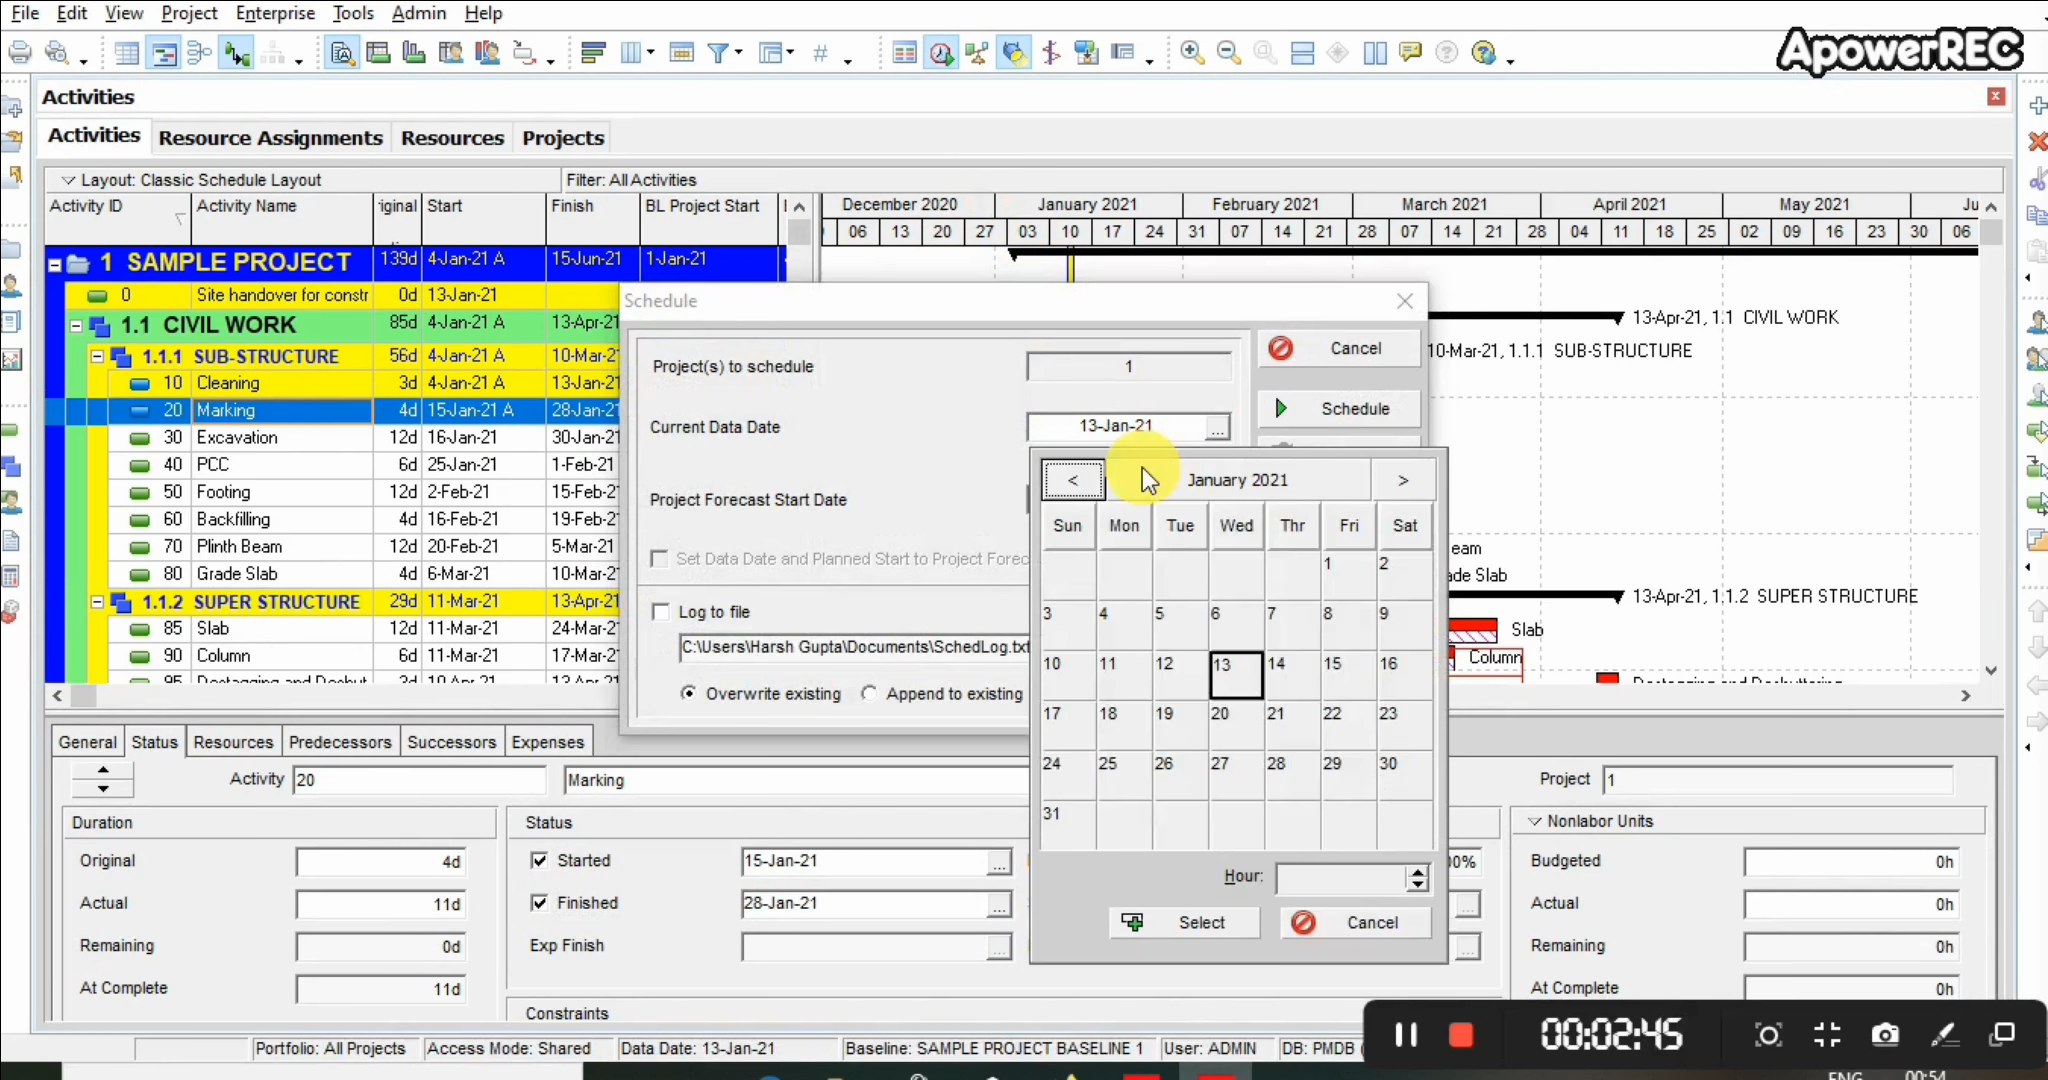 File Edit View Project Enterprise Tools Admin Help
ApowerREC
Activities
Activities Resource Assignments Resources Projects
Layout: Classic Schedule Layout Filter: All Activities
Activity ID Activity Name Start Finish BL Project Start
December 2020 January 2021 February 2021 March 2021 April 2021 May 2021
06 13 20 27 03 10 17 24 31 07 14 21 28 07 14 21 28 04 11 18 25 02 09 16 23 30 06
1 SAMPLE PROJECT 139d 4-Jan-21 A 15-Jun-21 1-Jan-21
0 Site handover for constr 0d 13-Jan-21
1.1 CIVIL WORK 85d 4-Jan-21 A 13-Apr-21
13-Apr-21, 1.1 CIVIL WORK
1.1.1 SUB-STRUCTURE 56d 4-Jan-21 A 10-Mar-21
10-Mar-21, 1.1.1 SUB-STRUCTURE
10 Cleaning 3d 4-Jan-21 A 13-Jan-21
20 Marking 4d 15-Jan-21 A 28-Jan-21
30 Excavation 12d 16-Jan-21 30-Jan-21
40 PCC 6d 25-Jan-21 1-Feb-21
50 Footing 12d 2-Feb-21 15-Feb-21
60 Backfilling 4d 16-Feb-21 19-Feb-21
70 Plinth Beam 12d 20-Feb-21 5-Mar-21
80 Grade Slab 4d 6-Mar-21 10-Mar-21
1.1.2 SUPER STRUCTURE 29d 11-Mar-21 13-Apr-21
13-Apr-21, 1.1.2 SUPER STRUCTURE
85 Slab 12d 11-Mar-21 24-Mar-21
Slab
90 Column 6d 11-Mar-21 17-Mar-21
Column
Schedule
Project(s) to schedule 1
Cancel
Current Data Date 13-Jan-21 ...
Schedule
Project Forecast Start Date
Set Data Date and Planned Start to Project Forec
Log to file
C:\Users\Harsh Gupta\Documents\SchedLog.txt
Overwrite existing Append to existing
< January 2021 >
Sun Mon Tue Wed Thr Fri Sat
1 2
3 4 5 6 7 8 9
10 11 12 13 14 15 16
17 18 19 20 21 22 23
24 25 26 27 28 29 30
31
Hour:
Select Cancel
General Status Resources Predecessors Successors Expenses
Activity 20 Marking Project 1
Duration Status Nonlabor Units
Original 4d Started 15-Jan-21 ... Budgeted 0h
Actual 11d Finished 28-Jan-21 ... Actual 0h
Remaining 0d Exp Finish ... Remaining 0h
At Complete 11d At Complete 0h
Constraints
Portfolio: All Projects Access Mode: Shared Data Date: 13-Jan-21 Baseline: SAMPLE PROJECT BASELINE 1 User: ADMIN DB: PMDB
00:02:45
ENG 00:54